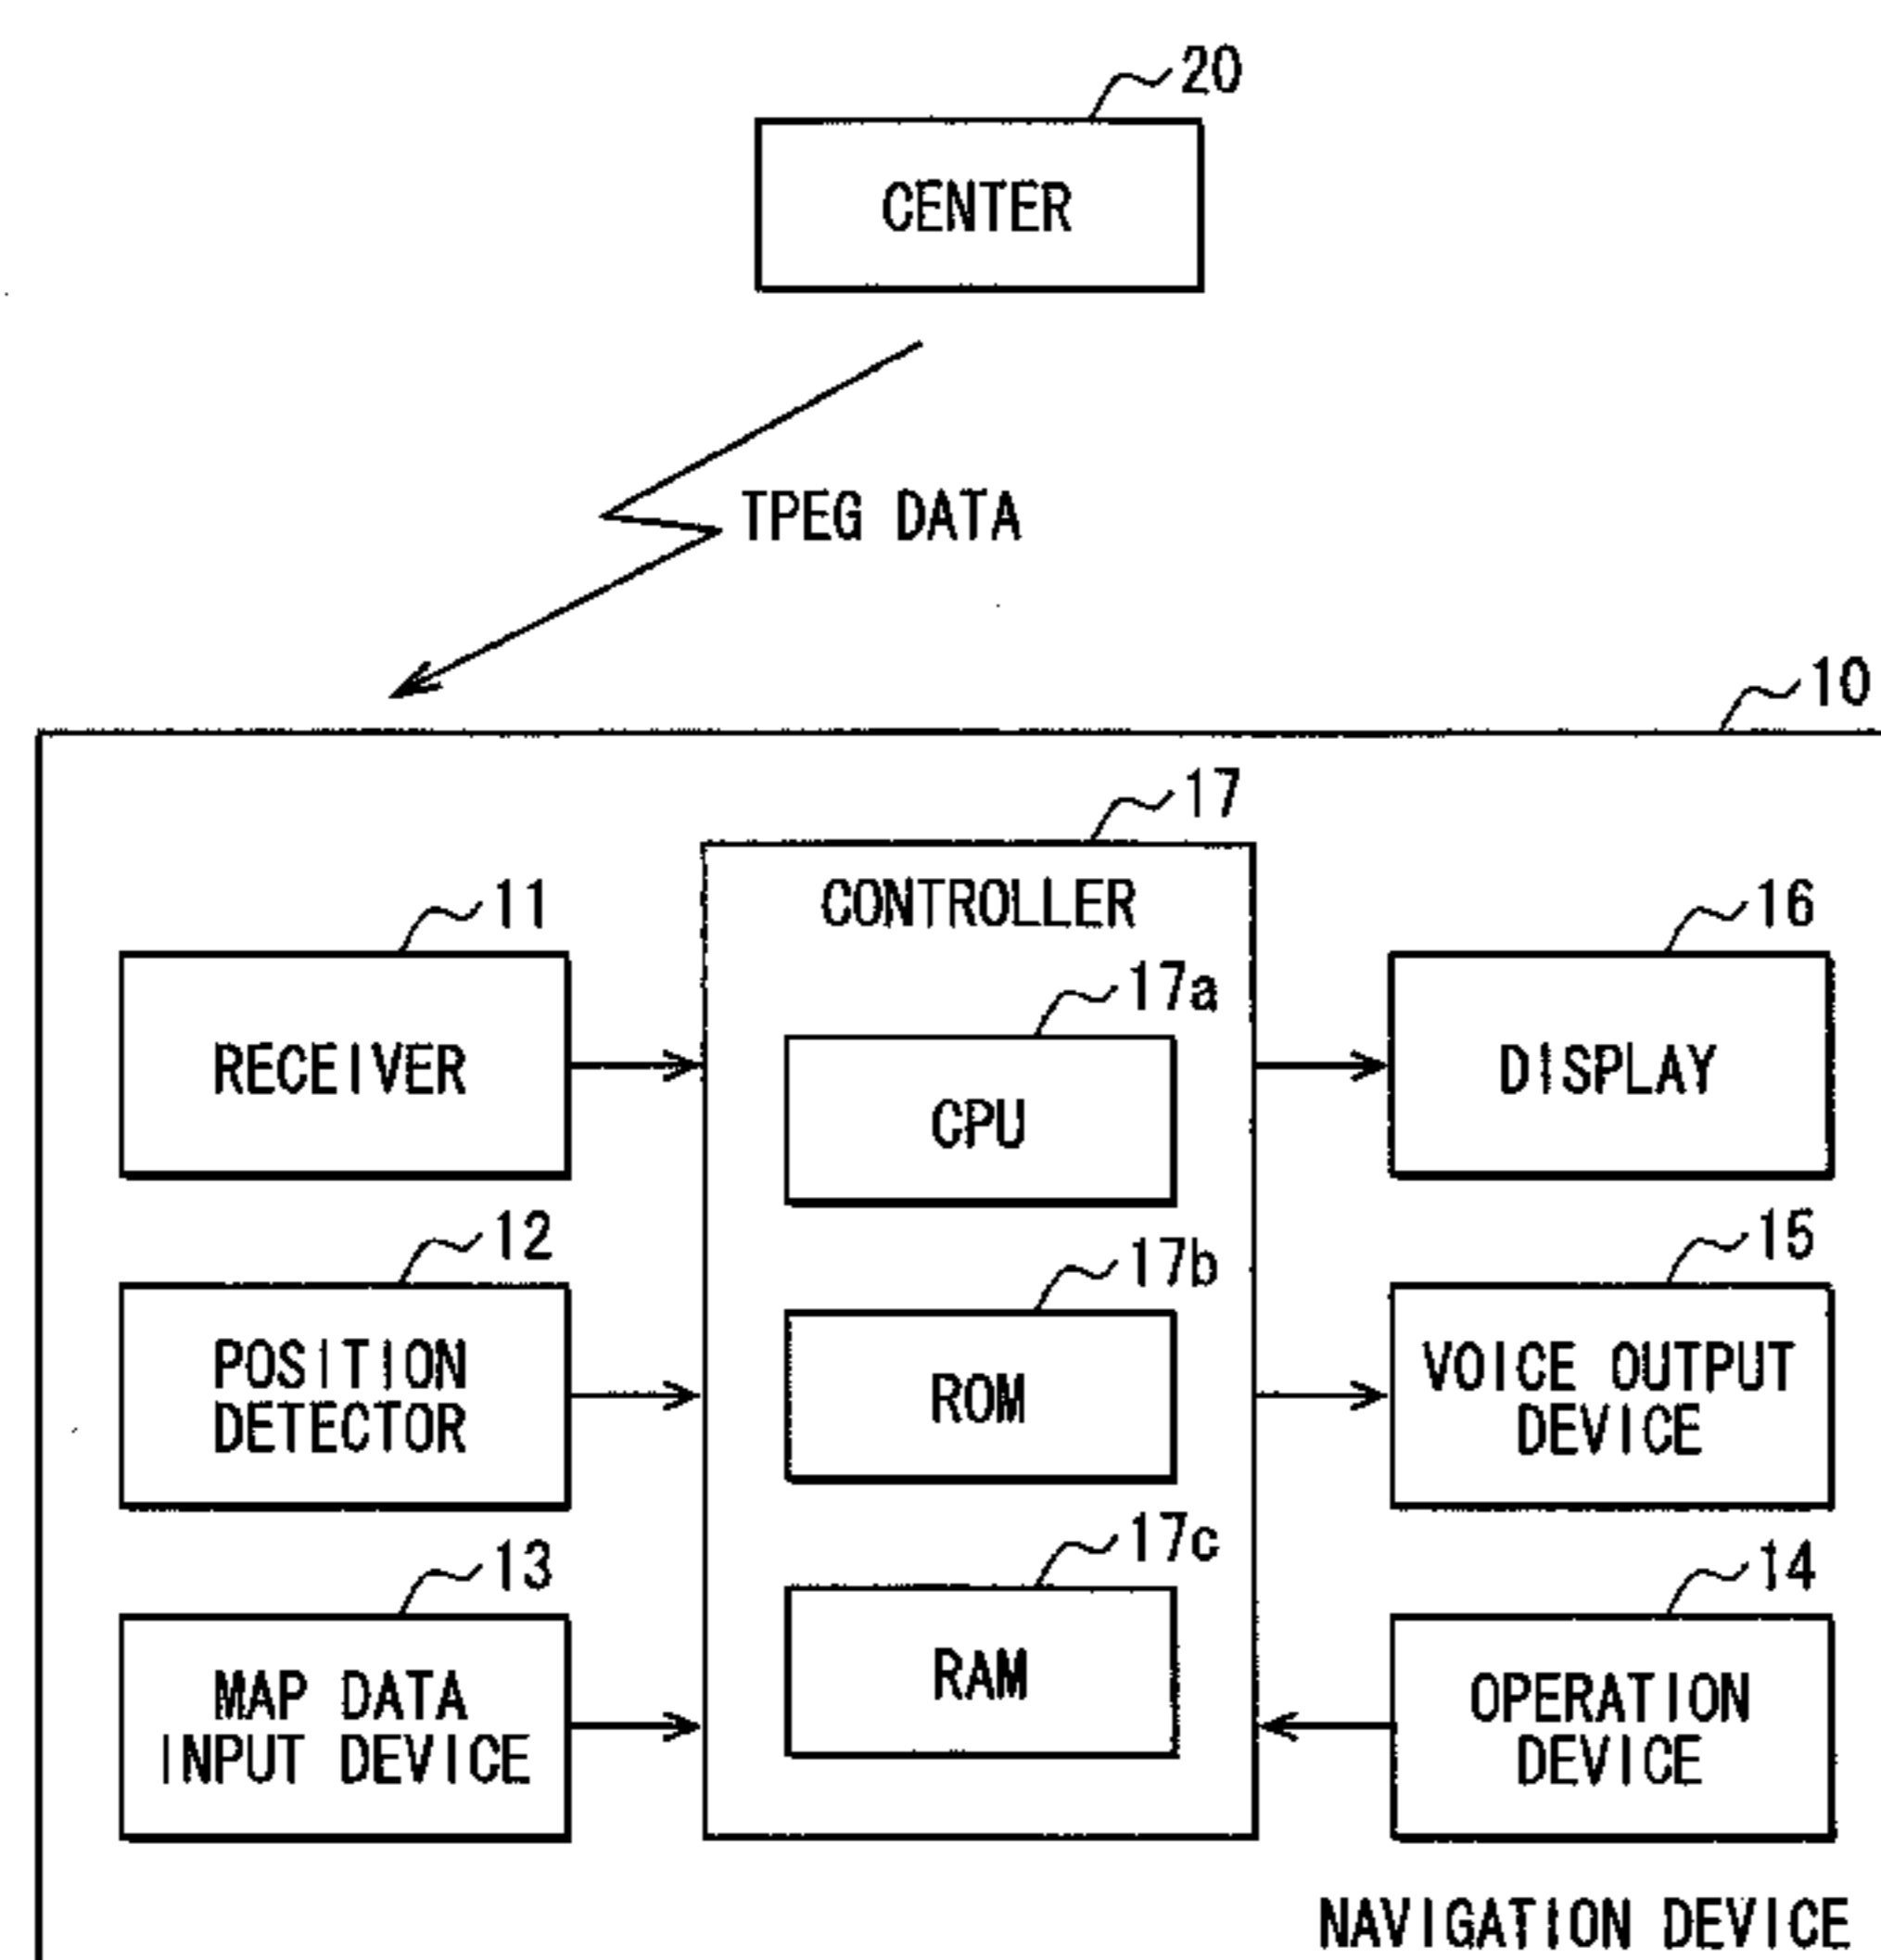 20
CENTER
TPEG DATA
10
17
CONTROLLER
11
RECEIVER
17a
CPU
16
DISPLAY
12
POSITION
DETECTOR
17b
ROM
15
VOICE OUTPUT
DEVICE
13
MAP DATA
INPUT DEVICE
17c
RAM
14
OPERATION
DEVICE
NAVIGATION DEVICE